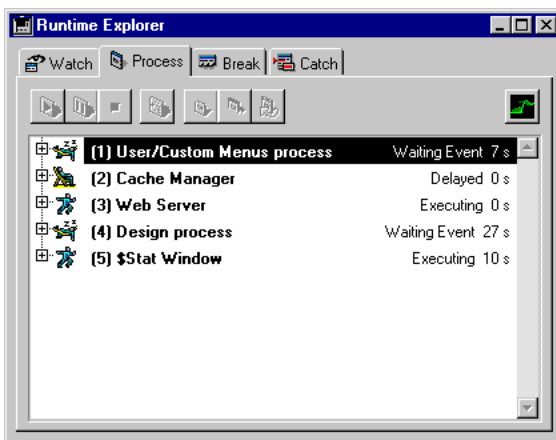 Runtime Explorer
Watch Process Break Catch
(1) User/Custom Menus process Waiting Event 7 s
(2) Cache Manager Delayed 0 s
(3) Web Server Executing 0 s
(4) Design process Waiting Event 27 s
(5) $Stat Window Executing 10 s